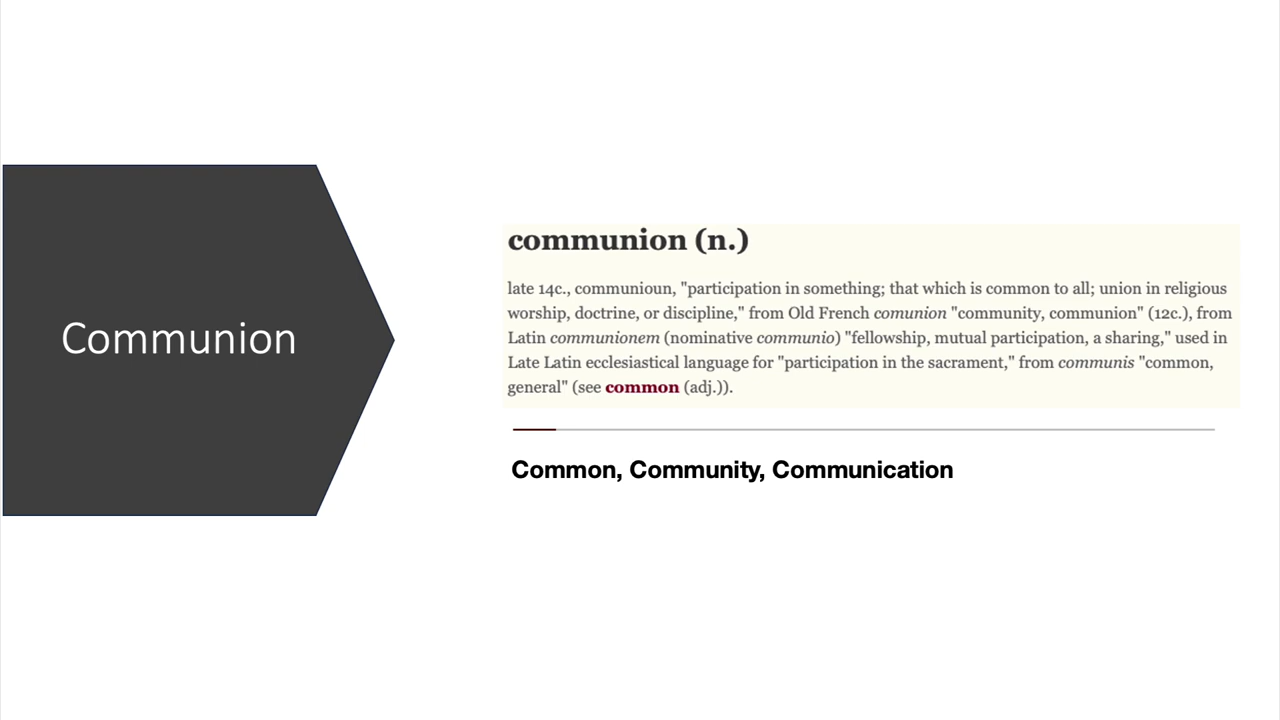 Communion
communion (n.)
late 14c., communioun, "participation in something; that which is common to all; union in religious
worship, doctrine, or discipline," from Old French comunion "community, communion" (12c.), from
Latin communionem (nominative communio) "fellowship, mutual participation, a sharing," used in
Late Latin ecclesiastical language for "participation in the sacrament," from communis "common,
general" (see common (adj.)).
Common, Community, Communication